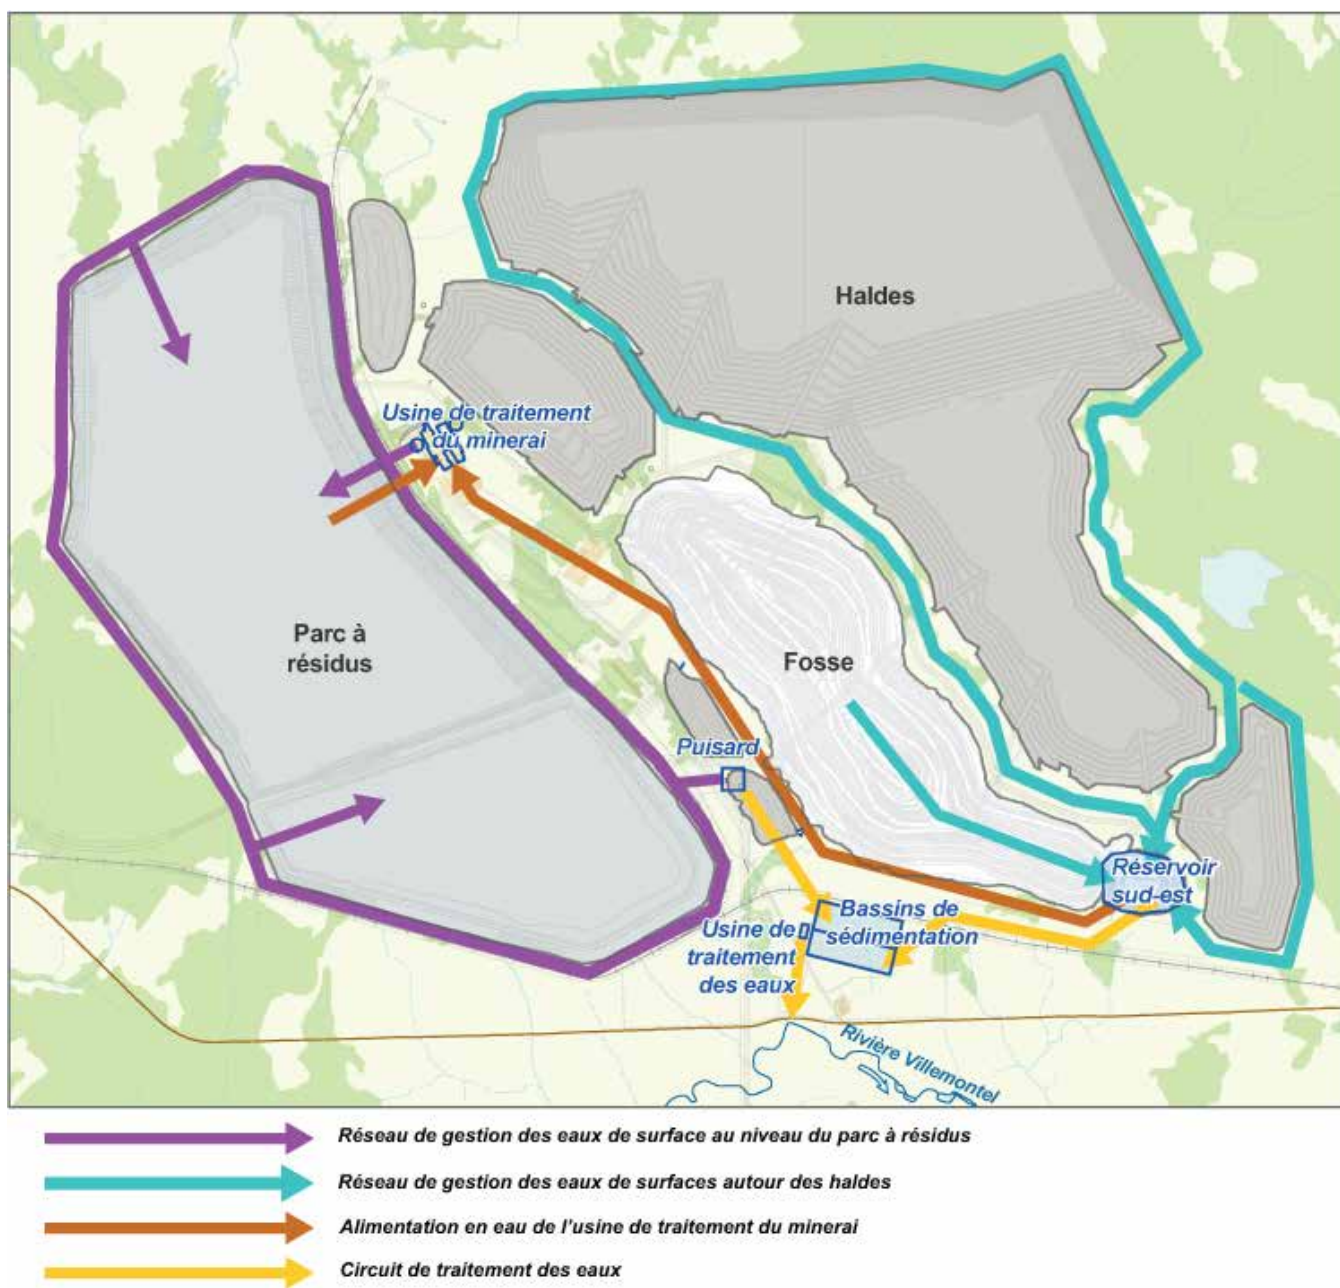 Haldes
Usine de traitement
du minerai
Parc à
résidus
Fosse
Puisard
Réservoir
sud-est
Bassins de
sédimentation
Usine de
traitement
des eaux
Rivière Villemontel
Réseau de gestion des eaux de surface au niveau du parc à résidus
Réseau de gestion des eaux de surfaces autour des haldes
Alimentation en eau de l'usine de traitement du minerai
Circuit de traitement des eaux